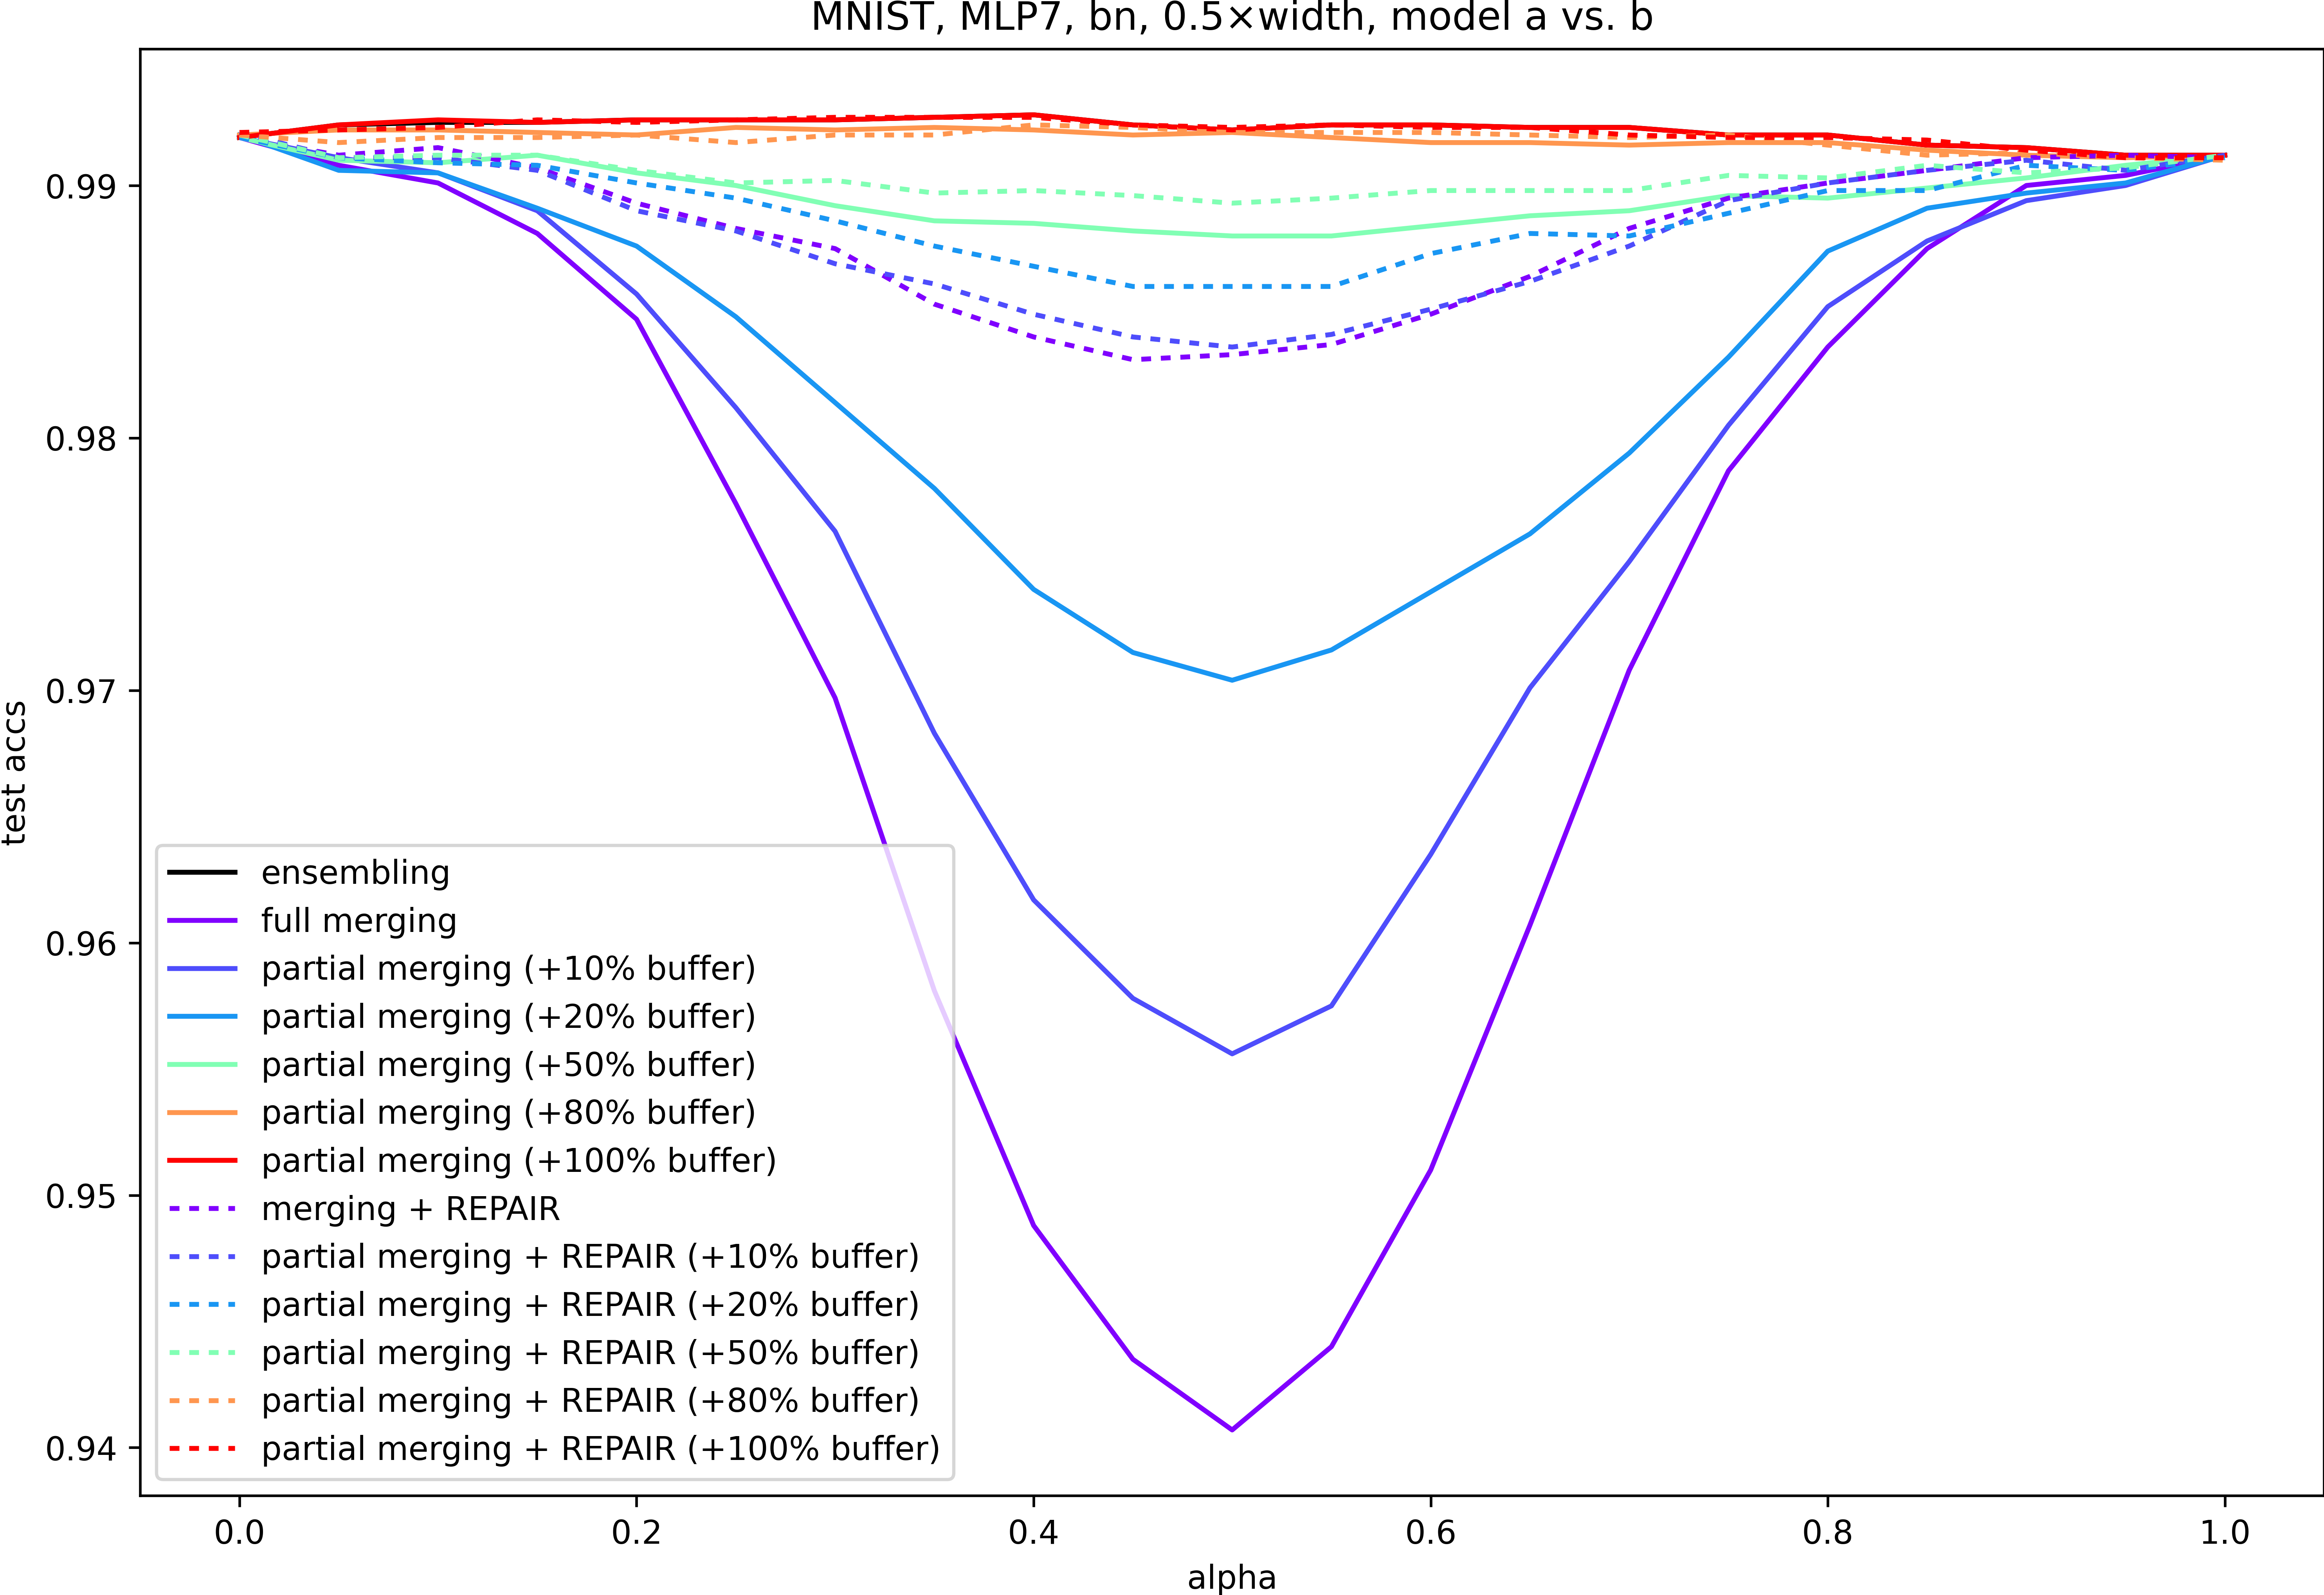 MNIST, MLP7, bn, 0.5×width, model a vs. b
test accs
0.99
0.98
0.97
0.96
0.95
0.94
ensembling
full merging
partial merging (+10% buffer)
partial merging (+20% buffer)
partial merging (+50% buffer)
partial merging (+80% buffer)
partial merging (+100% buffer)
merging + REPAIR
partial merging + REPAIR (+10% buffer)
partial merging + REPAIR (+20% buffer)
partial merging + REPAIR (+50% buffer)
partial merging + REPAIR (+80% buffer)
partial merging + REPAIR (+100% buffer)
0.0 0.2 0.4 0.6 0.8 1.0
alpha